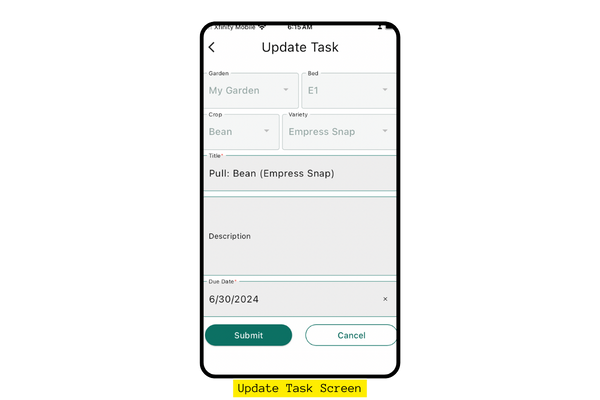 Xfinity Mobile 6:15 AM
Update Task
Garden Bed
My Garden E1
Crop Variety
Bean Empress Snap
Title*
Pull: Bean (Empress Snap)
Description
Due Date*
6/30/2024 ×
Submit Cancel
Update Task Screen